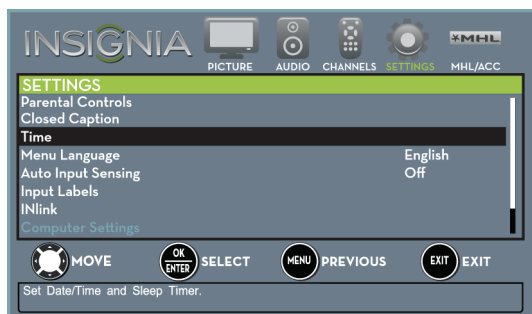 INSIGNIA
PICTURE AUDIO CHANNELS SETTINGS MHL MHL/ACC
SETTINGS
Parental Controls
Closed Caption
Time
Menu Language English
Auto Input Sensing Off
Input Labels
INlink
Computer Settings
MOVE OK ENTER SELECT MENU PREVIOUS EXIT EXIT
Set Date/Time and Sleep Timer.